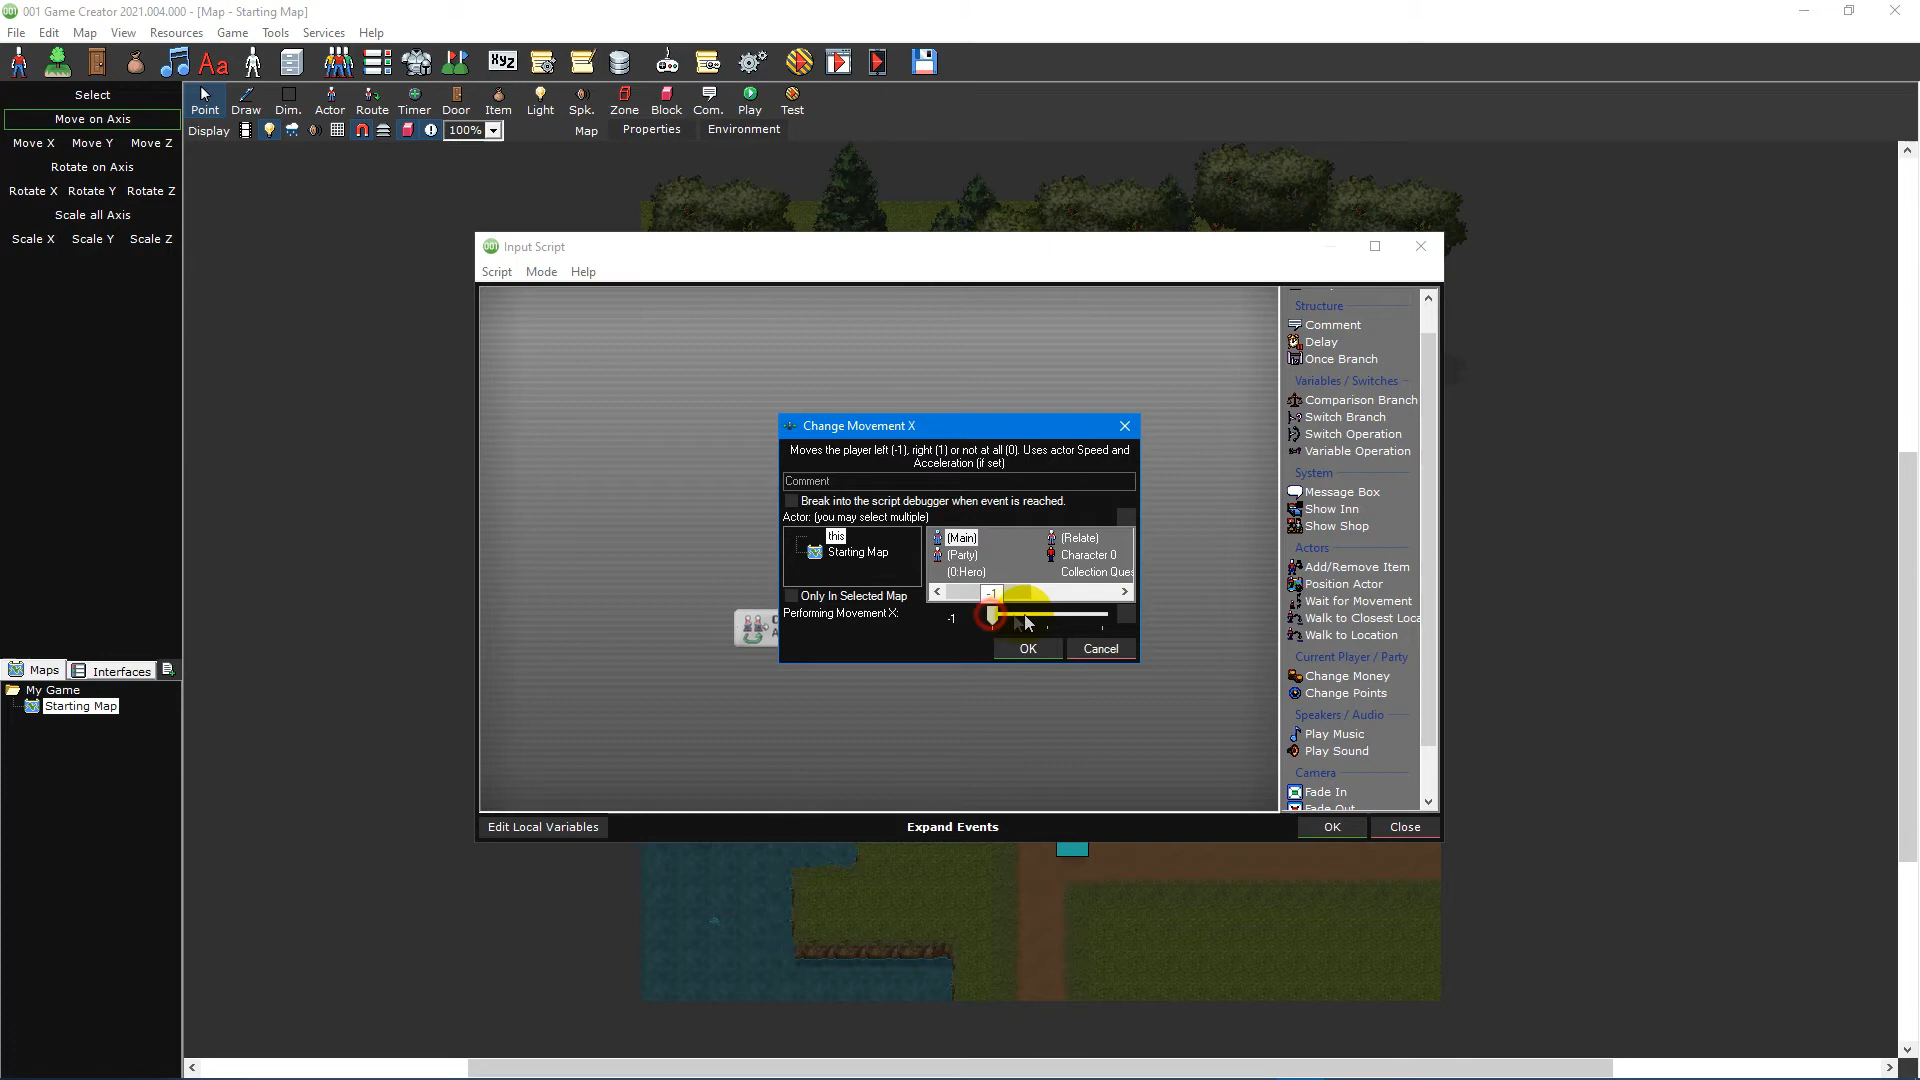 001 Game Creator 2021.004.000 - [Map - Starting Map]
File Edit Map View Resources Game Tools Services Help
Select
Move on Axis
Move X Move Y Move Z
Rotate on Axis
Rotate X Rotate Y Rotate Z
Scale all Axis
Scale X Scale Y Scale Z
Point Draw Dim. Actor Route Timer Door Item Light Spk. Zone Block Com. Play Test
Display 100% Map Properties Environment
Maps Interfaces
My Game
Starting Map
Input Script
Script Mode Help
Structure
Comment
Delay
Once Branch
Variables / Switches
Comparison Branch
Switch Branch
Switch Operation
Variable Operation
System
Message Box
Show Inn
Show Shop
Actors
Add/Remove Item
Position Actor
Wait for Movement
Walk to Closest Loca
Walk to Location
Current Player / Party
Change Money
Change Points
Speakers / Audio
Play Music
Play Sound
Camera
Fade In
Fade Out
Edit Local Variables Expand Events OK Close
Change Movement X
Moves the player left (-1), right (1) or not at all (0). Uses actor Speed and
Acceleration (if set)
Comment
Break into the script debugger when event is reached.
Actor: (you may select multiple)
this
Starting Map
(Main) (Relate)
(Party) Character 0
(0:Hero) Collection Ques
-1
Only In Selected Map
Performing Movement X: -1
OK Cancel